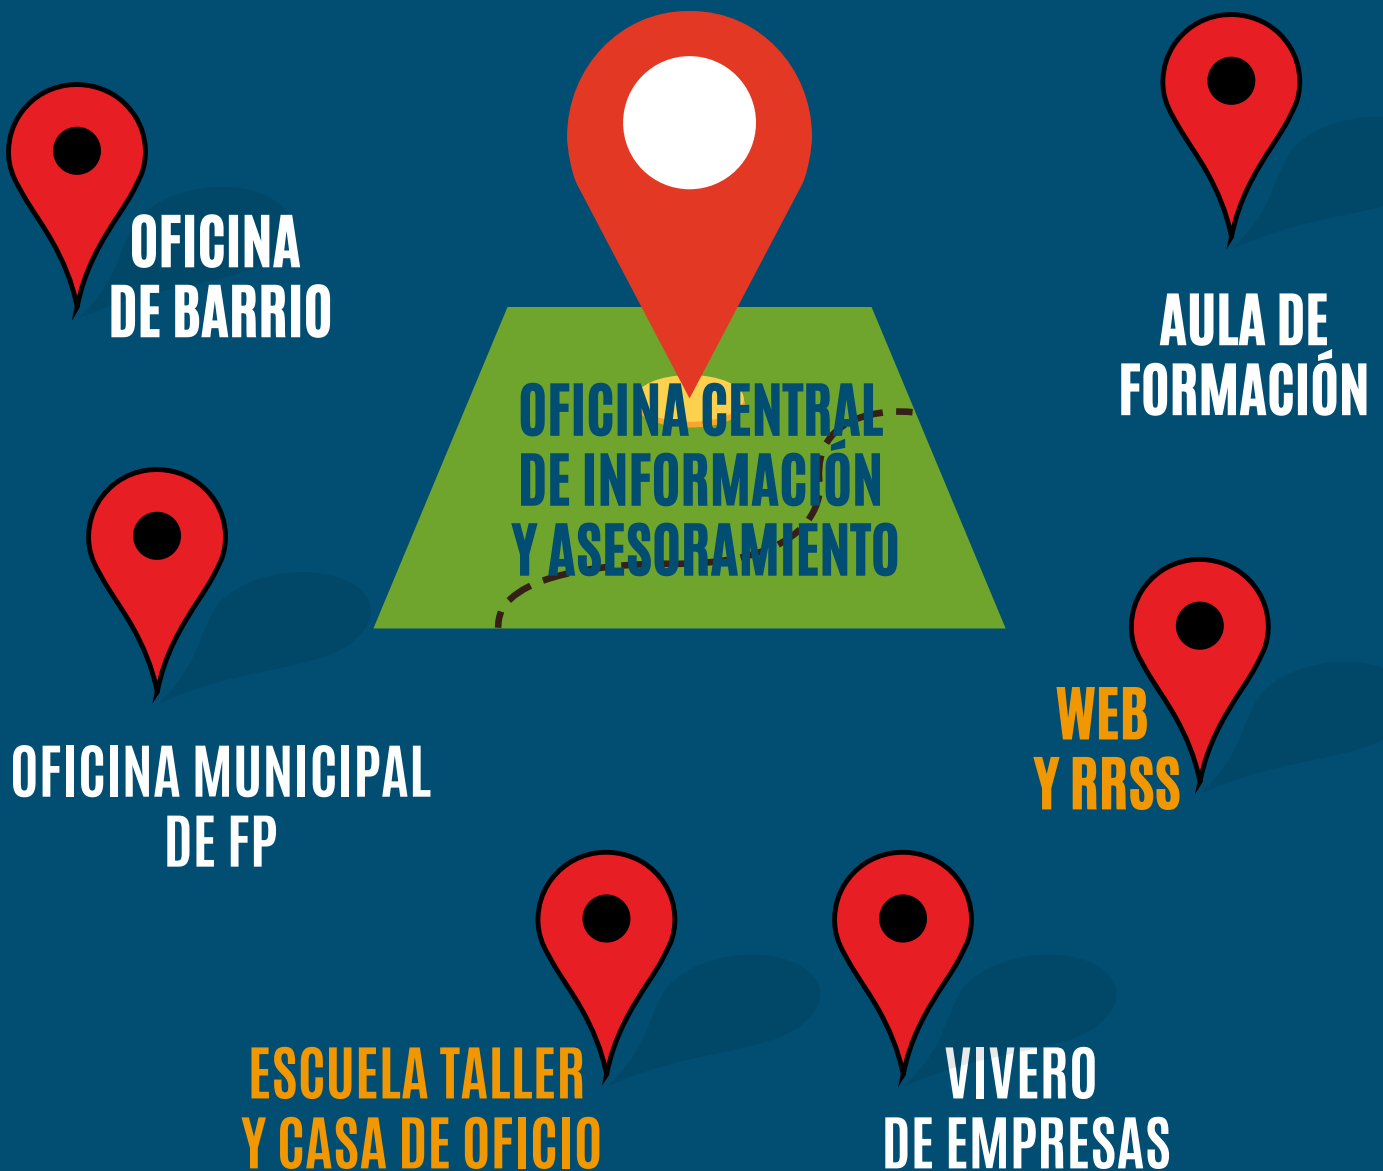 OFICINA
DE BARRIO
OFICINA CENTRAL
DE INFORMACIÓN
Y ASESORAMIENTO
AULA DE
FORMACIÓN
OFICINA MUNICIPAL
DE FP
WEB
Y RRSS
ESCUELA TALLER
Y CASA DE OFICIO
VIVERO
DE EMPRESAS